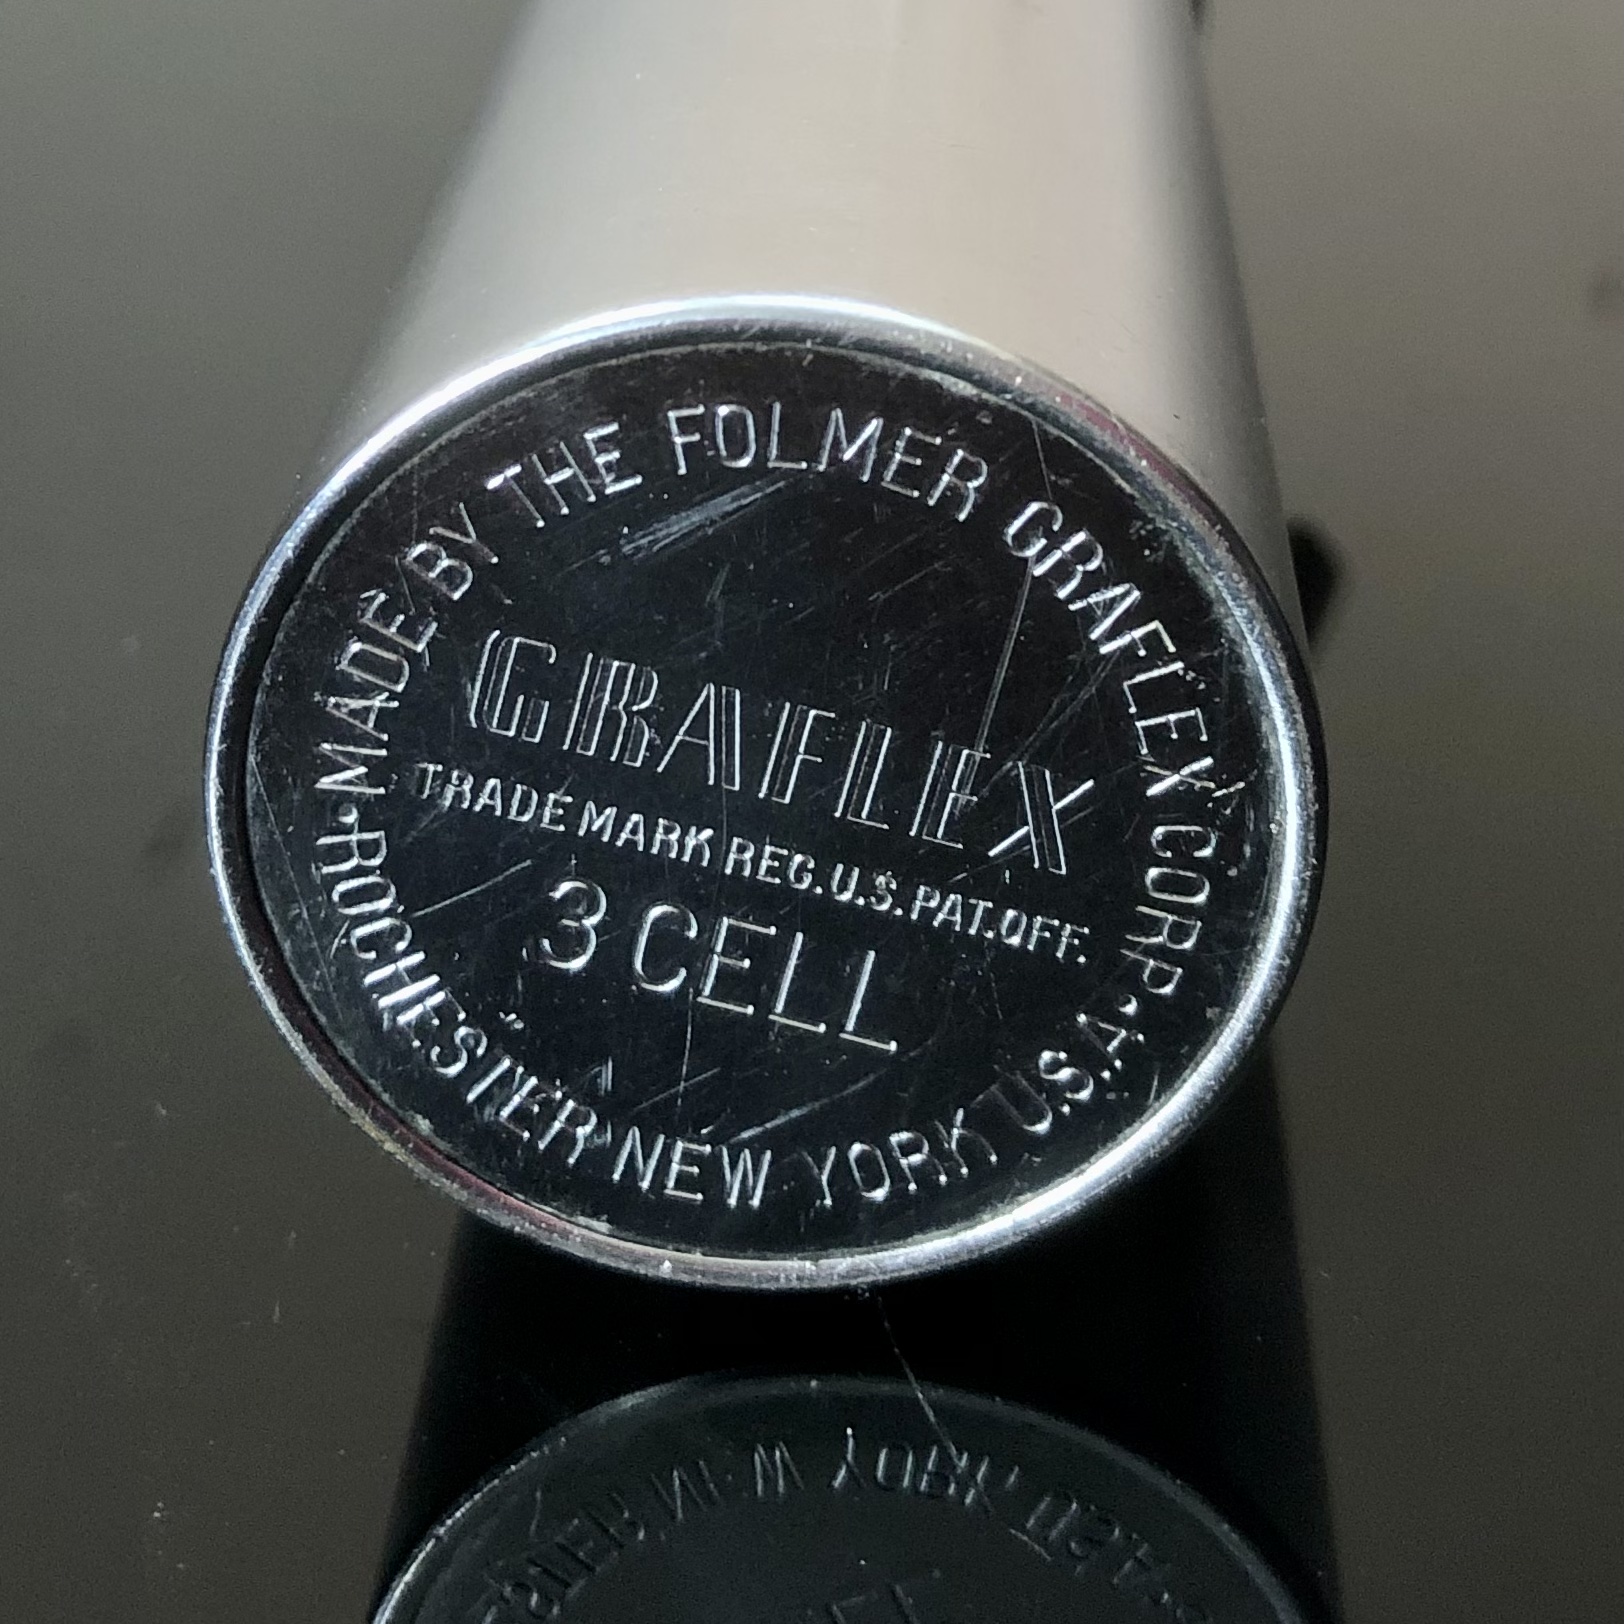 MADE BY THE FOLMER GRAFLEX CORP.
GRAFLEX
TRADE MARK REG. U.S. PAT. OFF.
3 CELL
ROCHESTER · NEW YORK U.S.A.